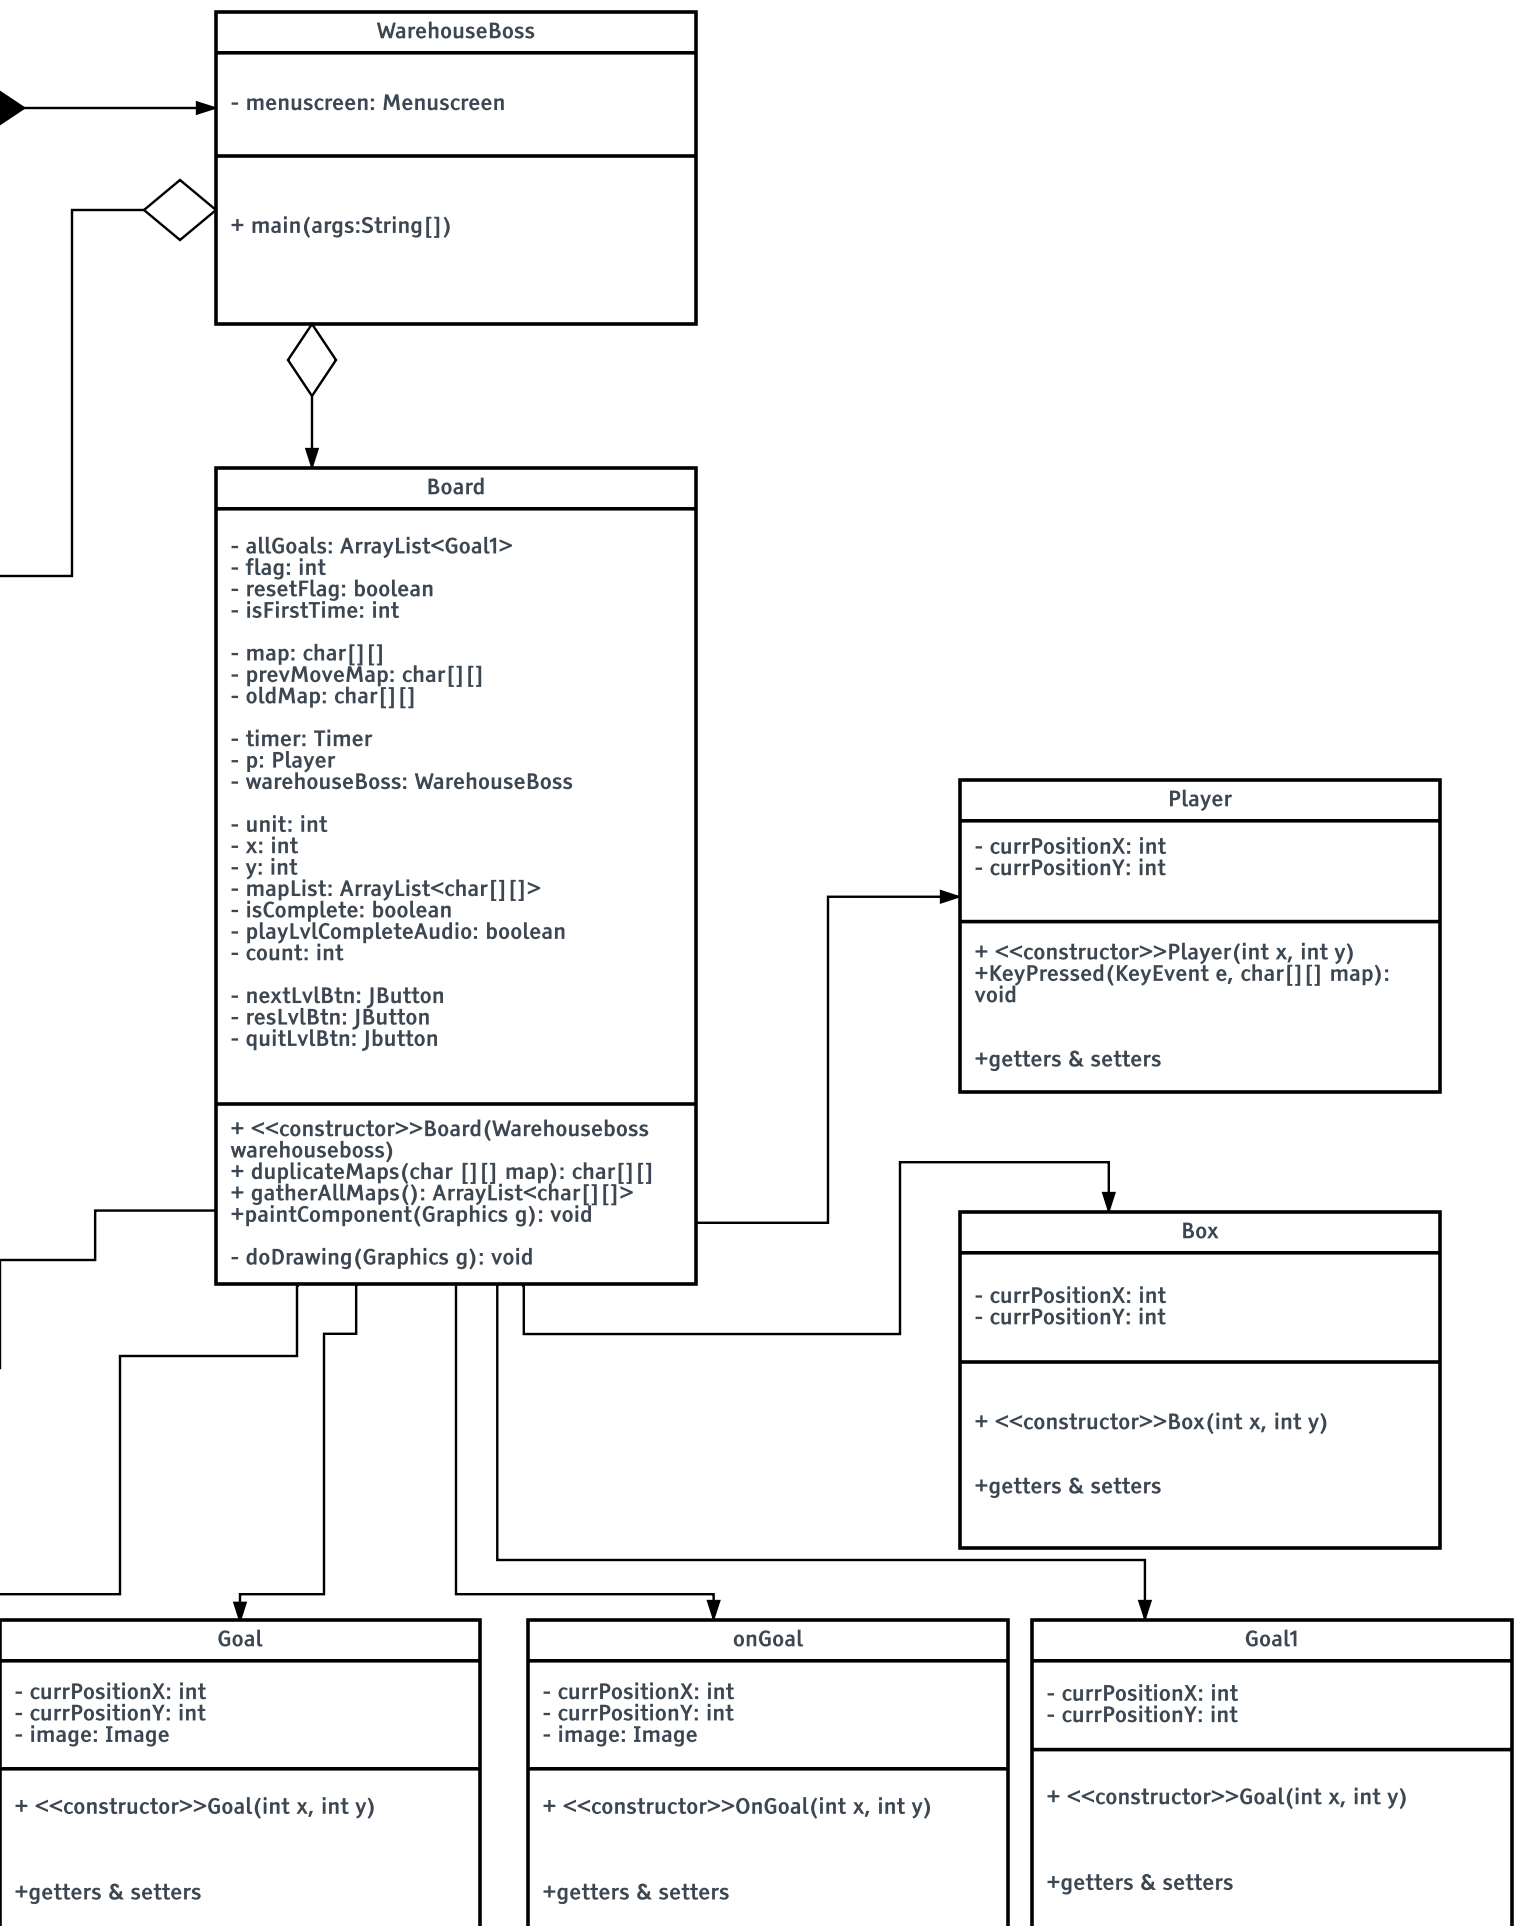 WarehouseBoss
- menuscreen: Menuscreen
+ main(args:String[])
Board
- allGoals: ArrayList<Goal1>
- flag: int
- resetFlag: boolean
- isFirstTime: int
- map: char[][]
- prevMoveMap: char[][]
- oldMap: char[][]
- timer: Timer
- p: Player
- warehouseBoss: WarehouseBoss
- unit: int
- x: int
- y: int
- mapList: ArrayList<char[][]>
- isComplete: boolean
- playLvlCompleteAudio: boolean
- count: int
- nextLvlBtn: JButton
- resLvlBtn: JButton
- quitLvlBtn: Jbutton
+ <<constructor>>Board(Warehouseboss
warehouseboss)
+ duplicateMaps(char [][] map): char[][]
+ gatherAllMaps(): ArrayList<char[][]>
+paintComponent(Graphics g): void
- doDrawing(Graphics g): void
Player
- currPositionX: int
- currPositionY: int
+ <<constructor>>Player(int x, int y)
+KeyPressed(KeyEvent e, char[][] map):
void
+getters & setters
Box
- currPositionX: int
- currPositionY: int
+ <<constructor>>Box(int x, int y)
+getters & setters
Goal
- currPositionX: int
- currPositionY: int
- image: Image
+ <<constructor>>Goal(int x, int y)
+getters & setters
onGoal
- currPositionX: int
- currPositionY: int
- image: Image
+ <<constructor>>OnGoal(int x, int y)
+getters & setters
Goal1
- currPositionX: int
- currPositionY: int
+ <<constructor>>Goal(int x, int y)
+getters & setters